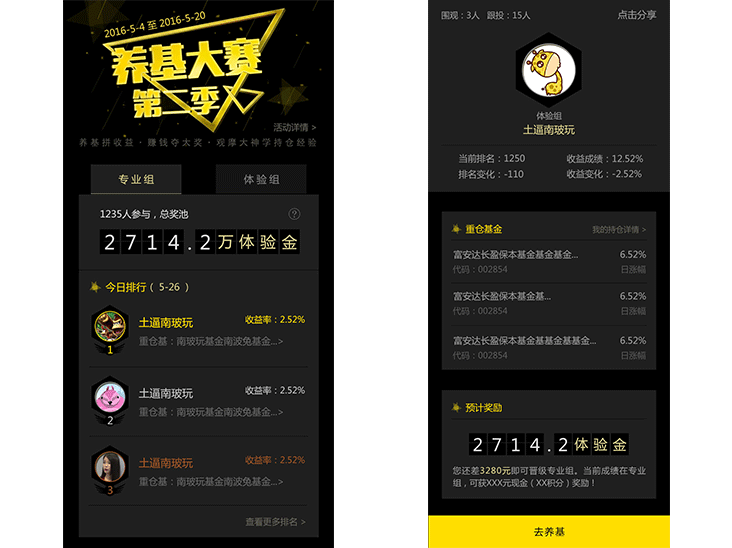 2016-5-4 至 2016-5-20
养基大赛
第二季
活动详情 >
养基拼收益·赚钱夺大奖·观摩大神学持仓经验
专业组
体验组
1235人参与，总奖池
?
2714.2万体验金
今日排行（ 5-26 ）
土逼南玻玩
收益率：2.52%
重仓基：南玻玩基金南波兔基金...>
1
土逼南玻玩
收益率：2.52%
重仓基：南玻玩基金南波兔基金...>
2
土逼南玻玩
收益率：2.52%
重仓基：南玻玩基金南波兔基金...>
3
查看更多排名 >
围观：3人 跟投：15人
点击分享
体验组
土逼南玻玩
当前排名：1250
收益成绩：12.52%
排名变化：-110
收益变化：-2.52%
重仓基金
我的持仓详情 >
富安达长盈保本基金基金基金...
6.52%
代码：002854
日涨幅
富安达长盈保本基金基...
6.52%
代码：002854
日涨幅
富安达长盈保本基金基金基基金...
6.52%
代码：002854
日涨幅
预计奖励
2714.2体验金
您还差3280元即可晋级专业组。当前成绩在专业
组，可获XXX元现金（XX积分）奖励！
去养基